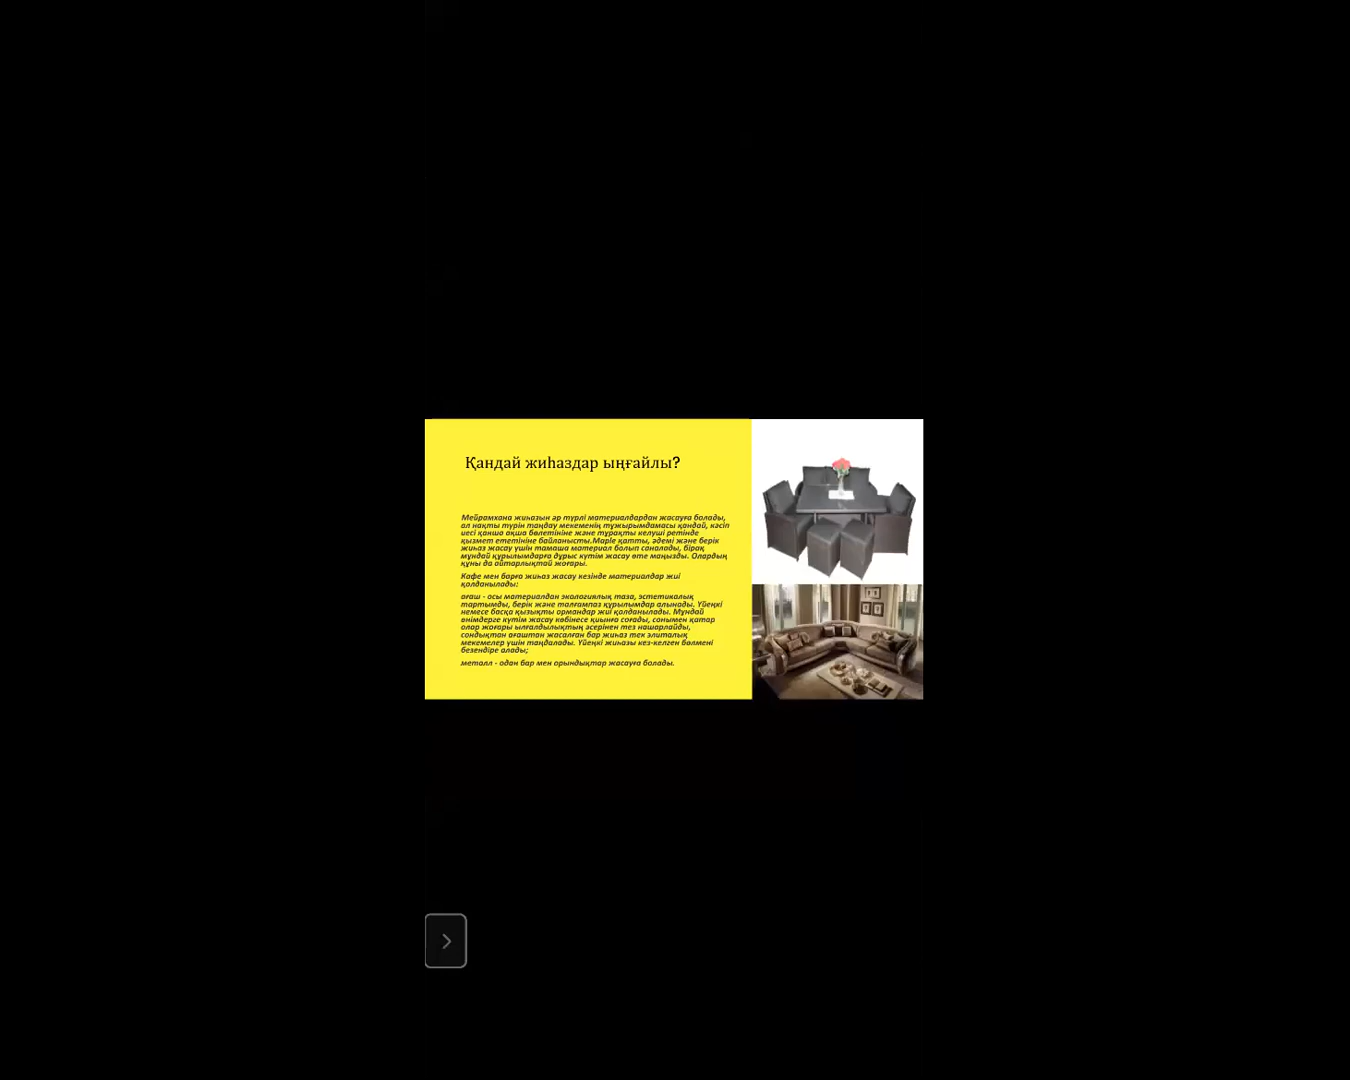 Қандай жиһаздар ыңғайлы?
Мейрамхана жиһазын әр түрлі материалдардан жасауға болады,
ал нақты түрін таңдау мекеменің тұжырымдамасы қандай, кәсіп
иесі қанша ақша бөлетініне және тұрақты келуші ретінде
қызмет ететініне байланысты.Maple қатты, әдемі және берік
жиһаз жасау үшін тамаша материал болып саналады, бірақ
мұндай құрылымдарға дұрыс күтім жасау өте маңызды. Олардың
құны да айтарлықтай жоғары.
Кафе мен барға жиһаз жасау кезінде материалдар жиі
қолданылады:
ағаш - осы материалдан экологиялық таза, эстетикалық
тартымды, берік және талғампаз құрылымдар алынады. Үйеңкі
немесе басқа қызықты ормандар жиі қолданылады. Мұндай
өнімдерге күтім жасау көбінесе қиынға соғады, сонымен қатар
олар жоғары ылғалдылықтың әсерінен тез нашарлайды,
сондықтан ағаштан жасалған бар жиһаз тек элиталық
мекемелер үшін таңдалады. Үйеңкі жиһазы кез-келген бөлмені
безендіре алады;
металл - одан бар мен орындықтар жасауға болады.